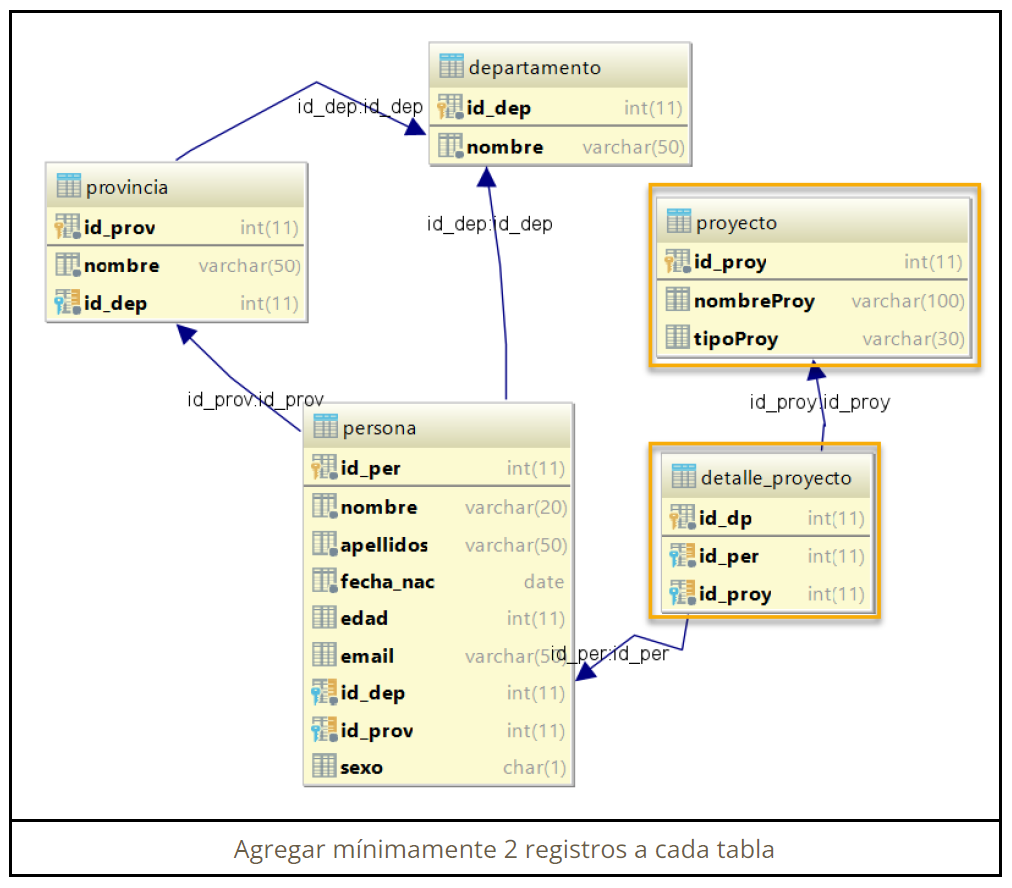 departamento
id_dep int(11)
nombre varchar(50)
id_dep:id_dep
provincia
id_prov int(11)
nombre varchar(50)
id_dep int(11)
id_dep:id_dep
proyecto
id_proy int(11)
nombreProy varchar(100)
tipoProy varchar(30)
id_prov:id_prov
id_proy:id_proy
persona
id_per int(11)
nombre varchar(20)
apellidos varchar(50)
fecha_nac date
edad int(11)
email varchar(50)
id_dep int(11)
id_prov int(11)
sexo char(1)
detalle_proyecto
id_dp int(11)
id_per int(11)
id_proy int(11)
id_per:id_per
Agregar mínimamente 2 registros a cada tabla